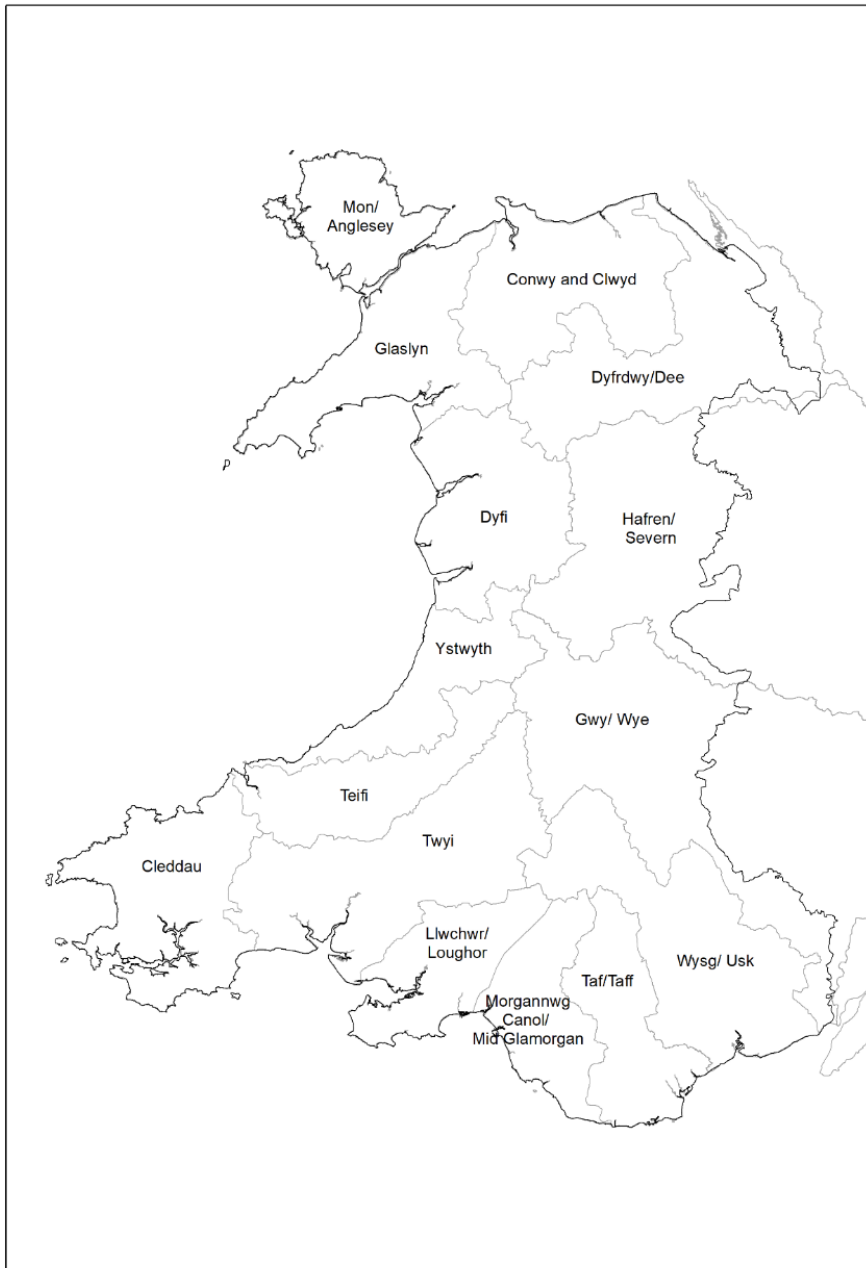 Mon/
Anglesey
Conwy and Clwyd
Glaslyn
Dyfrdwy/Dee
Dyfi
Hafren/
Severn
Ystwyth
Gwy/ Wye
Teifi
Twyi
Cleddau
Llwchwr/
Loughor
Wysg/ Usk
Taf/Taff
Morgannwg
Canol/
Mid Glamorgan